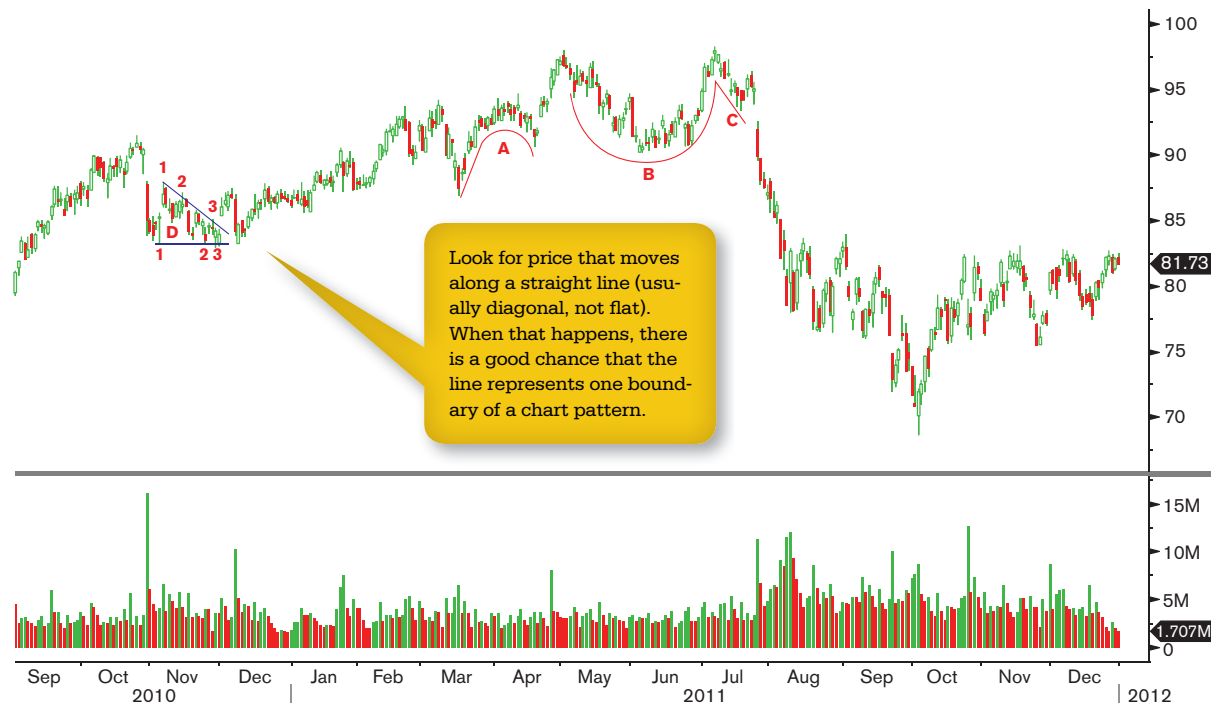 100
95
90
85
81.73
80
75
70
A
B
C
1
2
3
D
1 2 3
Look for price that moves
along a straight line (usu-
ally diagonal, not flat).
When that happens, there
is a good chance that the
line represents one bound-
ary of a chart pattern.
15M
10M
5M
1.707M
0
Sep Oct Nov Dec Jan Feb Mar Apr May Jun Jul Aug Sep Oct Nov Dec
2010 2011 2012